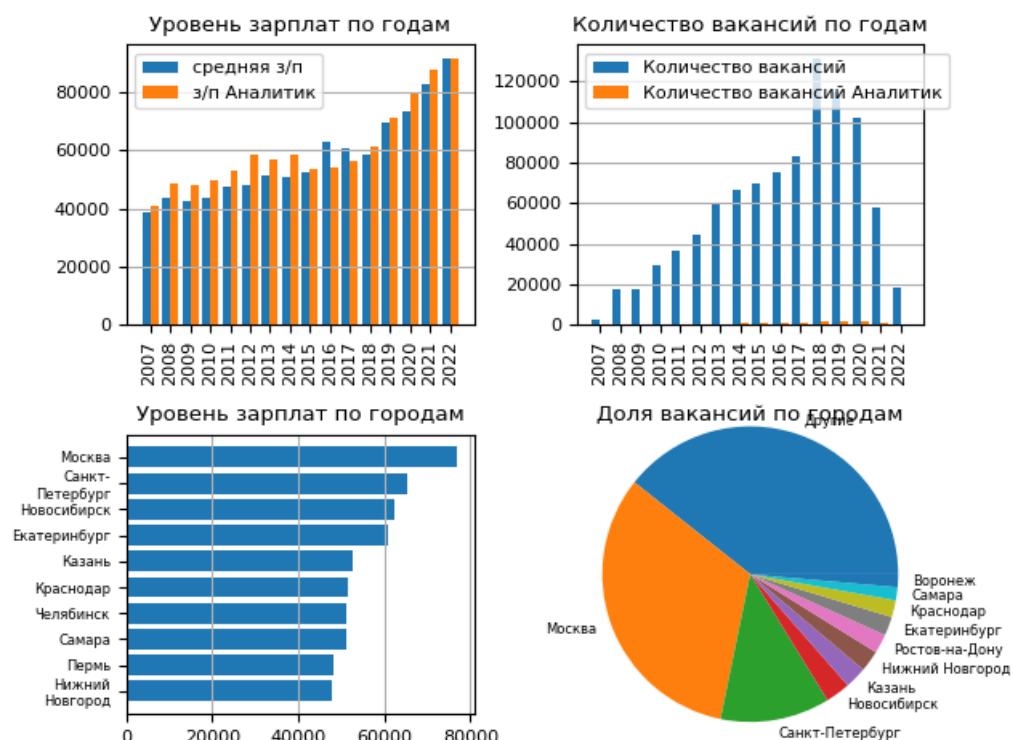 Уровень зарплат по годам
средняя з/п
з/п Аналитик
80000
60000
40000
20000
0
2007
2008
2009
2010
2011
2012
2013
2014
2015
2016
2017
2018
2019
2020
2021
2022
Количество вакансий по годам
Количество вакансий
Количество вакансий Аналитик
120000
100000
80000
60000
40000
20000
0
2007
2008
2009
2010
2011
2012
2013
2014
2015
2016
2017
2018
2019
2020
2021
2022
Уровень зарплат по городам
Москва
Санкт-
Петербург
Новосибирск
Екатеринбург
Казань
Краснодар
Челябинск
Самара
Пермь
Нижний
Новгород
0
20000
40000
60000
80000
Доля вакансий по городам
Другие
Москва
Санкт-Петербург
Новосибирск
Казань
Нижний Новгород
Ростов-на-Дону
Екатеринбург
Краснодар
Самара
Воронеж